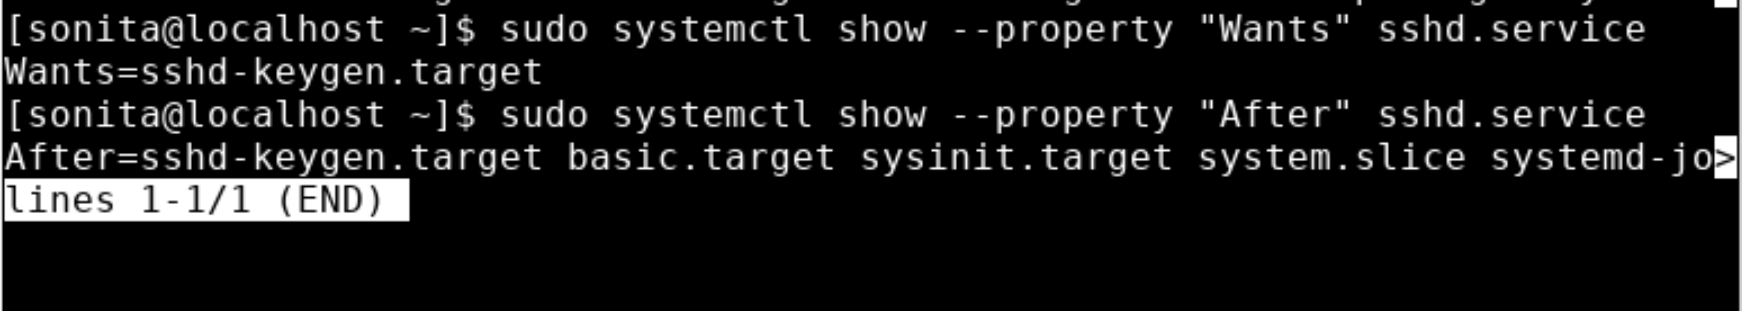 [sonita@localhost ~]$ sudo systemctl show --property "Wants" sshd.service
Wants=sshd-keygen.target
[sonita@localhost ~]$ sudo systemctl show --property "After" sshd.service
After=sshd-keygen.target basic.target sysinit.target system.slice systemd-jo>
lines 1-1/1 (END)